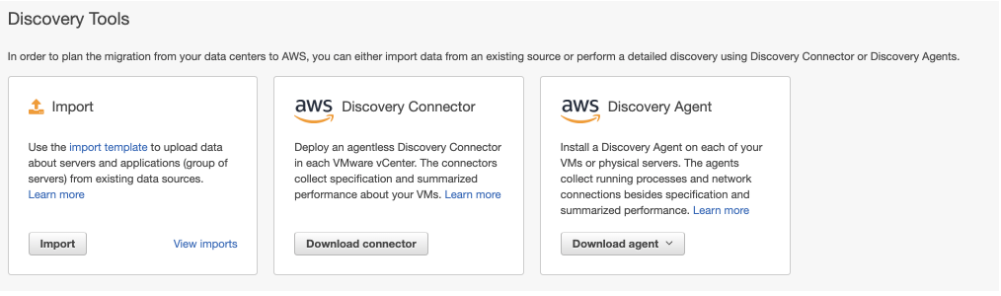 Discovery Tools
In order to plan the migration from your data centers to AWS, you can either import data from an existing source or perform a detailed discovery using Discovery Connector or Discovery Agents.
Import
Use the import template to upload data
about servers and applications (group of
servers) from existing data sources.
Learn more
Import
View imports
aws Discovery Connector
Deploy an agentless Discovery Connector
in each VMware vCenter. The connectors
collect specification and summarized
performance about your VMs. Learn more
Download connector
aws Discovery Agent
Install a Discovery Agent on each of your
VMs or physical servers. The agents
collect running processes and network
connections besides specification and
summarized performance. Learn more
Download agent